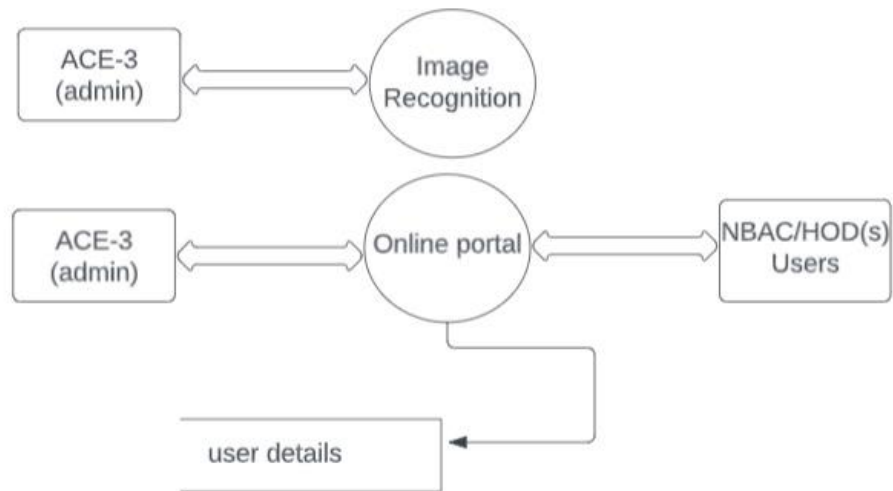 ACE-3
(admin)
Image
Recognition
ACE-3
(admin)
Online portal
NBAC/HOD(s)
Users
user details